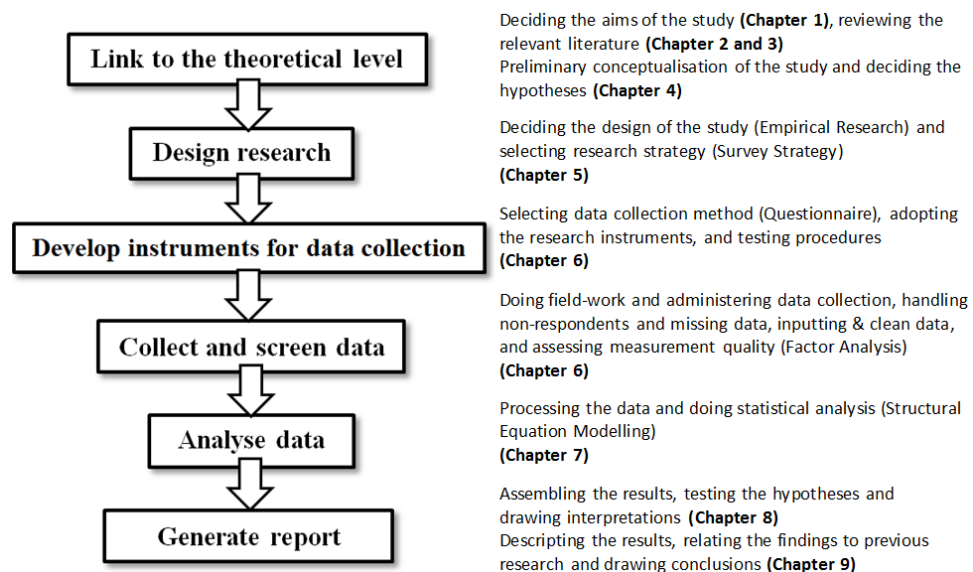 Link to the theoretical level
Deciding the aims of the study (Chapter 1), reviewing the
relevant literature (Chapter 2 and 3)
Preliminary conceptualisation of the study and deciding the
hypotheses (Chapter 4)
Design research
Deciding the design of the study (Empirical Research) and
selecting research strategy (Survey Strategy)
(Chapter 5)
Develop instruments for data collection
Selecting data collection method (Questionnaire), adopting
the research instruments, and testing procedures
(Chapter 6)
Collect and screen data
Doing field-work and administering data collection, handling
non-respondents and missing data, inputting & clean data,
and assessing measurement quality (Factor Analysis)
(Chapter 6)
Analyse data
Processing the data and doing statistical analysis (Structural
Equation Modelling)
(Chapter 7)
Generate report
Assembling the results, testing the hypotheses and
drawing interpretations (Chapter 8)
Descripting the results, relating the findings to previous
research and drawing conclusions (Chapter 9)